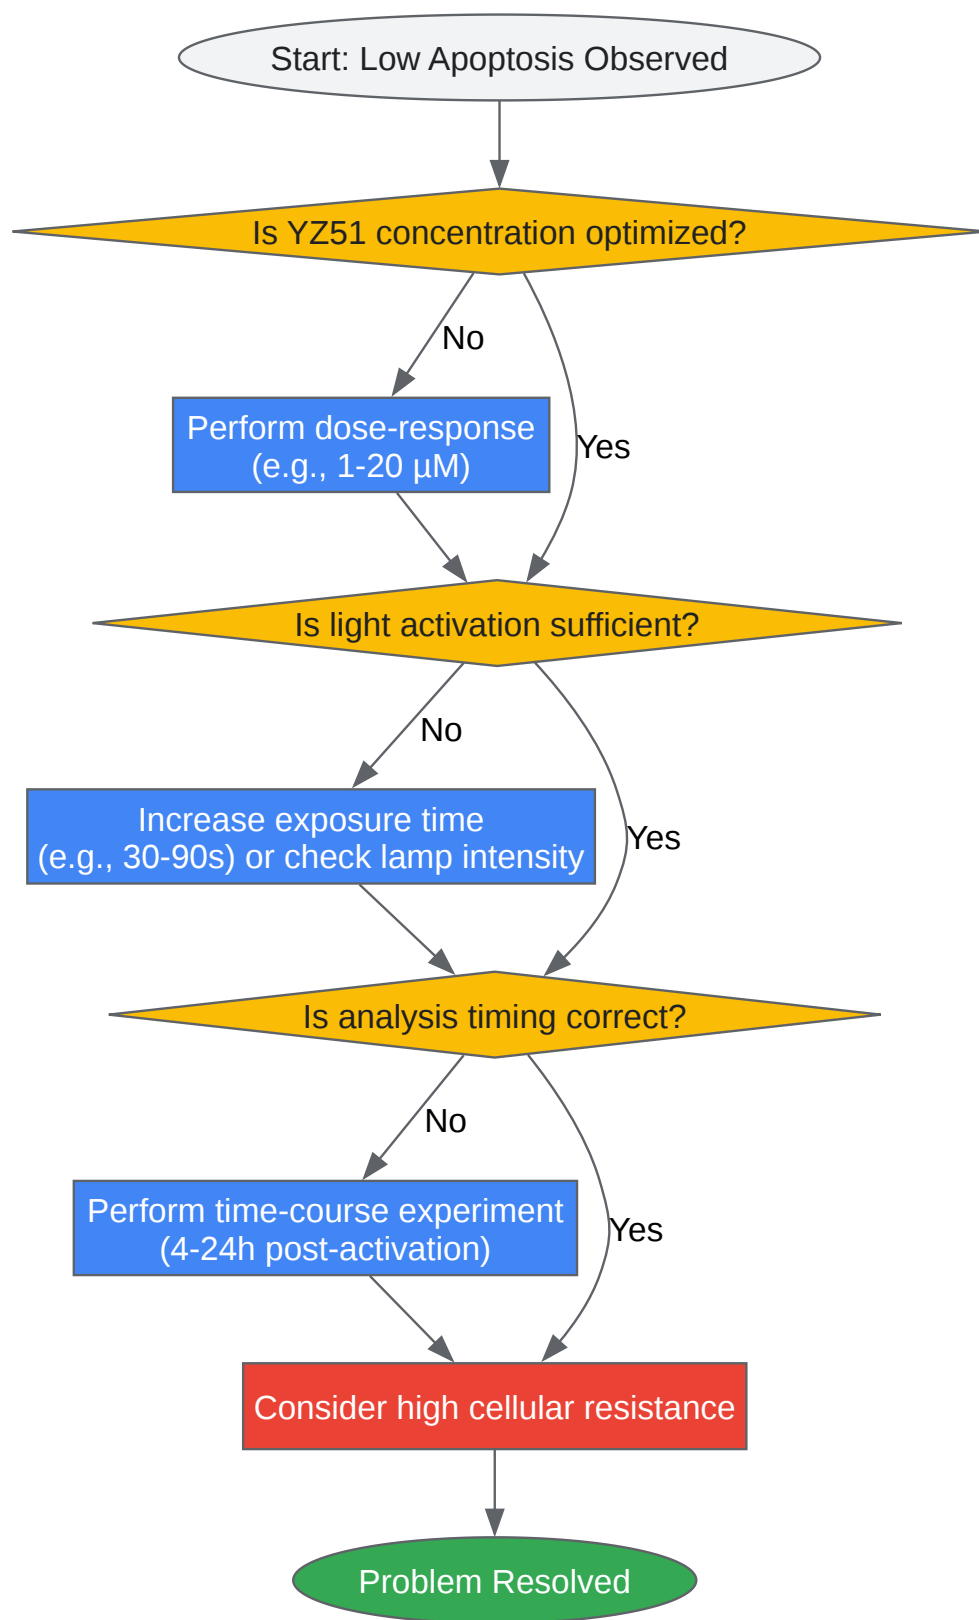 Start: Low Apoptosis Observed
Is YZ51 concentration optimized?
No
Perform dose-response
(e.g., 1-20 µM)
Yes
Is light activation sufficient?
No
Increase exposure time
(e.g., 30-90s) or check lamp intensity
Yes
Is analysis timing correct?
No
Perform time-course experiment
(4-24h post-activation)
Yes
Consider high cellular resistance
Problem Resolved